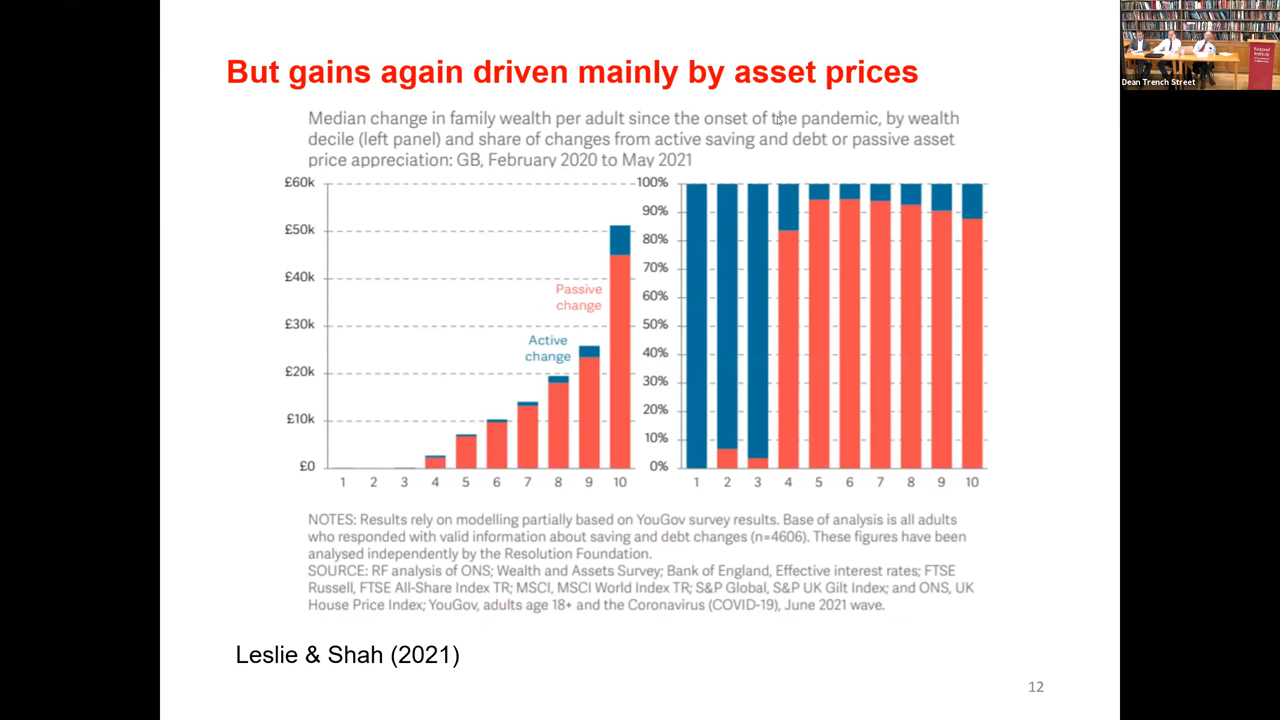 But gains again driven mainly by asset prices
Median change in family wealth per adult since the onset of the pandemic, by wealth
decile (left panel) and share of changes from active saving and debt or passive asset
price appreciation: GB, February 2020 to May 2021
£60k
£50k
£40k
£30k
£20k
£10k
£0
Passive
change
Active
change
1 2 3 4 5 6 7 8 9 10
100%
90%
80%
70%
60%
50%
40%
30%
20%
10%
0%
1 2 3 4 5 6 7 8 9 10
NOTES: Results rely on modelling partially based on YouGov survey results. Base of analysis is all adults
who responded with valid information about saving and debt changes (n=4606). These figures have been
analysed independently by the Resolution Foundation.
SOURCE: RF analysis of ONS; Wealth and Assets Survey; Bank of England, Effective interest rates; FTSE
Russell, FTSE All-Share Index TR; MSCI, MSCI World Index TR; S&P Global, S&P UK Gilt Index; and ONS, UK
House Price Index; YouGov, adults age 18+ and the Coronavirus (COVID-19), June 2021 wave.
Leslie & Shah (2021)
12
National
Institute
Dean Trench Street